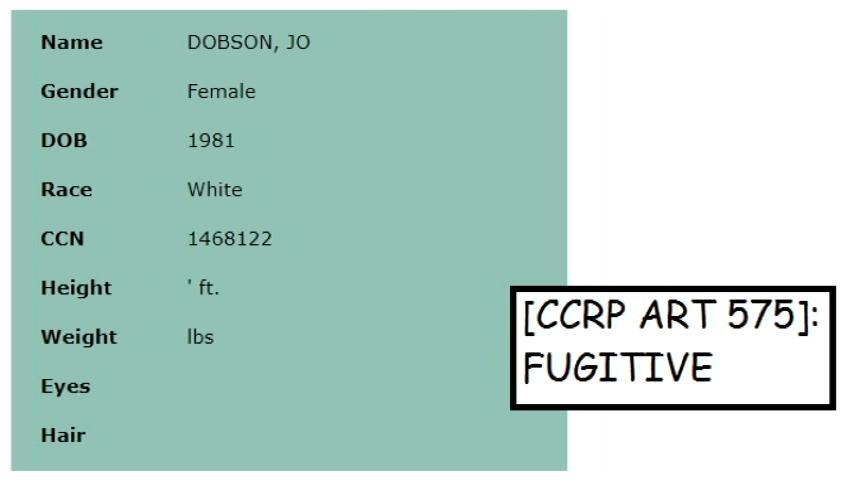 Name DOBSON, JO
Gender Female
DOB 1981
Race White
CCN 1468122
Height ' ft.
Weight lbs
Eyes
Hair
[CCRP ART 575]:
FUGITIVE